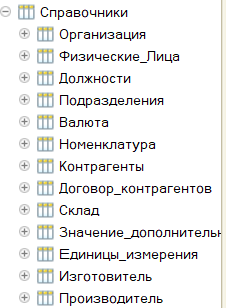 Справочники
Организация
Физические_Лица
Должности
Подразделения
Валюта
Номенклатура
Контрагенты
Договор_контрагентов
Склад
Значение_дополнительн
Единицы_измерения
Изготовитель
Производитель